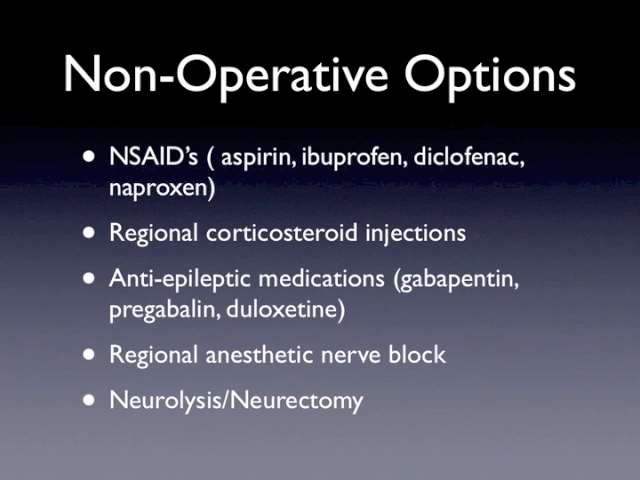 Non-Operative Options
• NSAID's ( aspirin, ibuprofen, diclofenac,
naproxen)
• Regional corticosteroid injections
• Anti-epileptic medications (gabapentin,
pregabalin, duloxetine)
• Regional anesthetic nerve block
• Neurolysis/Neurectomy